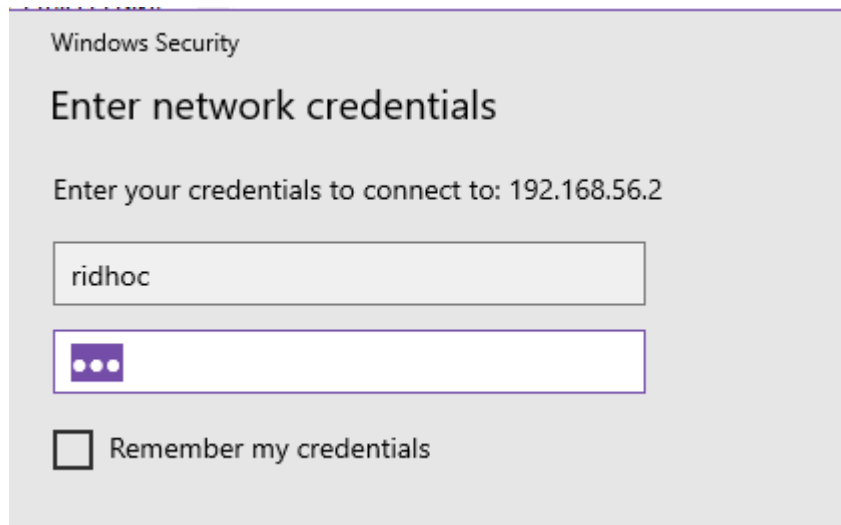 Windows Security
Enter network credentials
Enter your credentials to connect to: 192.168.56.2
ridhoc
•••
Remember my credentials